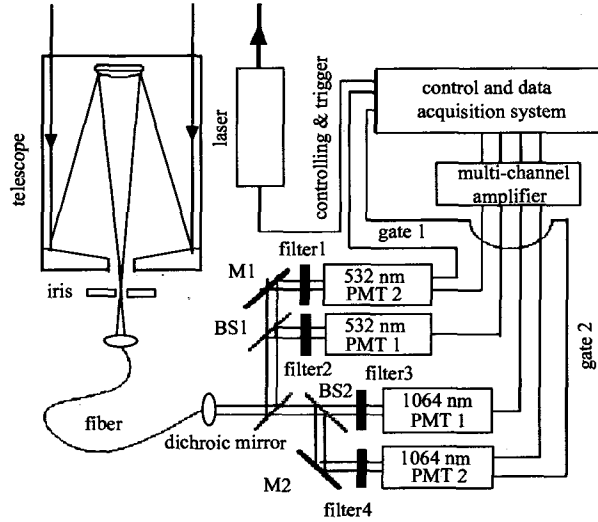 control and data
acquisition system
multi-channel
amplifier
controlling & trigger
laser
telescope
gate 1
gate 2
iris
filter1
M1
532 nm
PMT 2
BS1
532 nm
PMT 1
filter2
BS2
filter3
fiber
dichroic mirror
1064 nm
PMT 1
M2
1064 nm
PMT 2
filter4